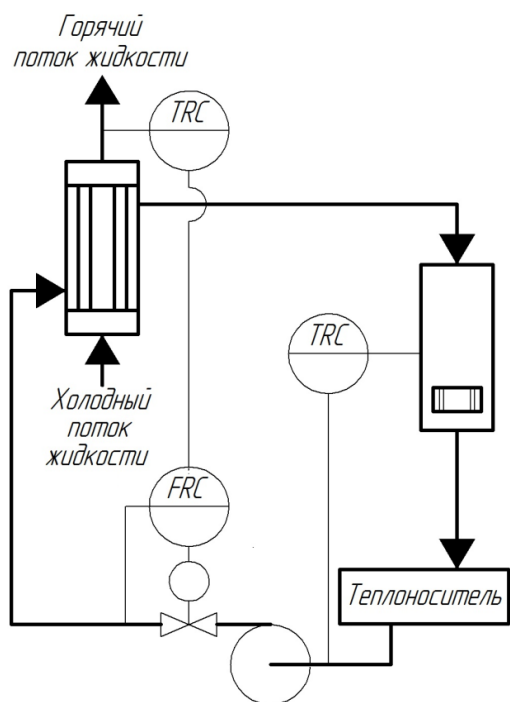 Горячий
поток жидкости
TRC
TRC
Холодный
поток
жидкости
FRC
Теплоноситель